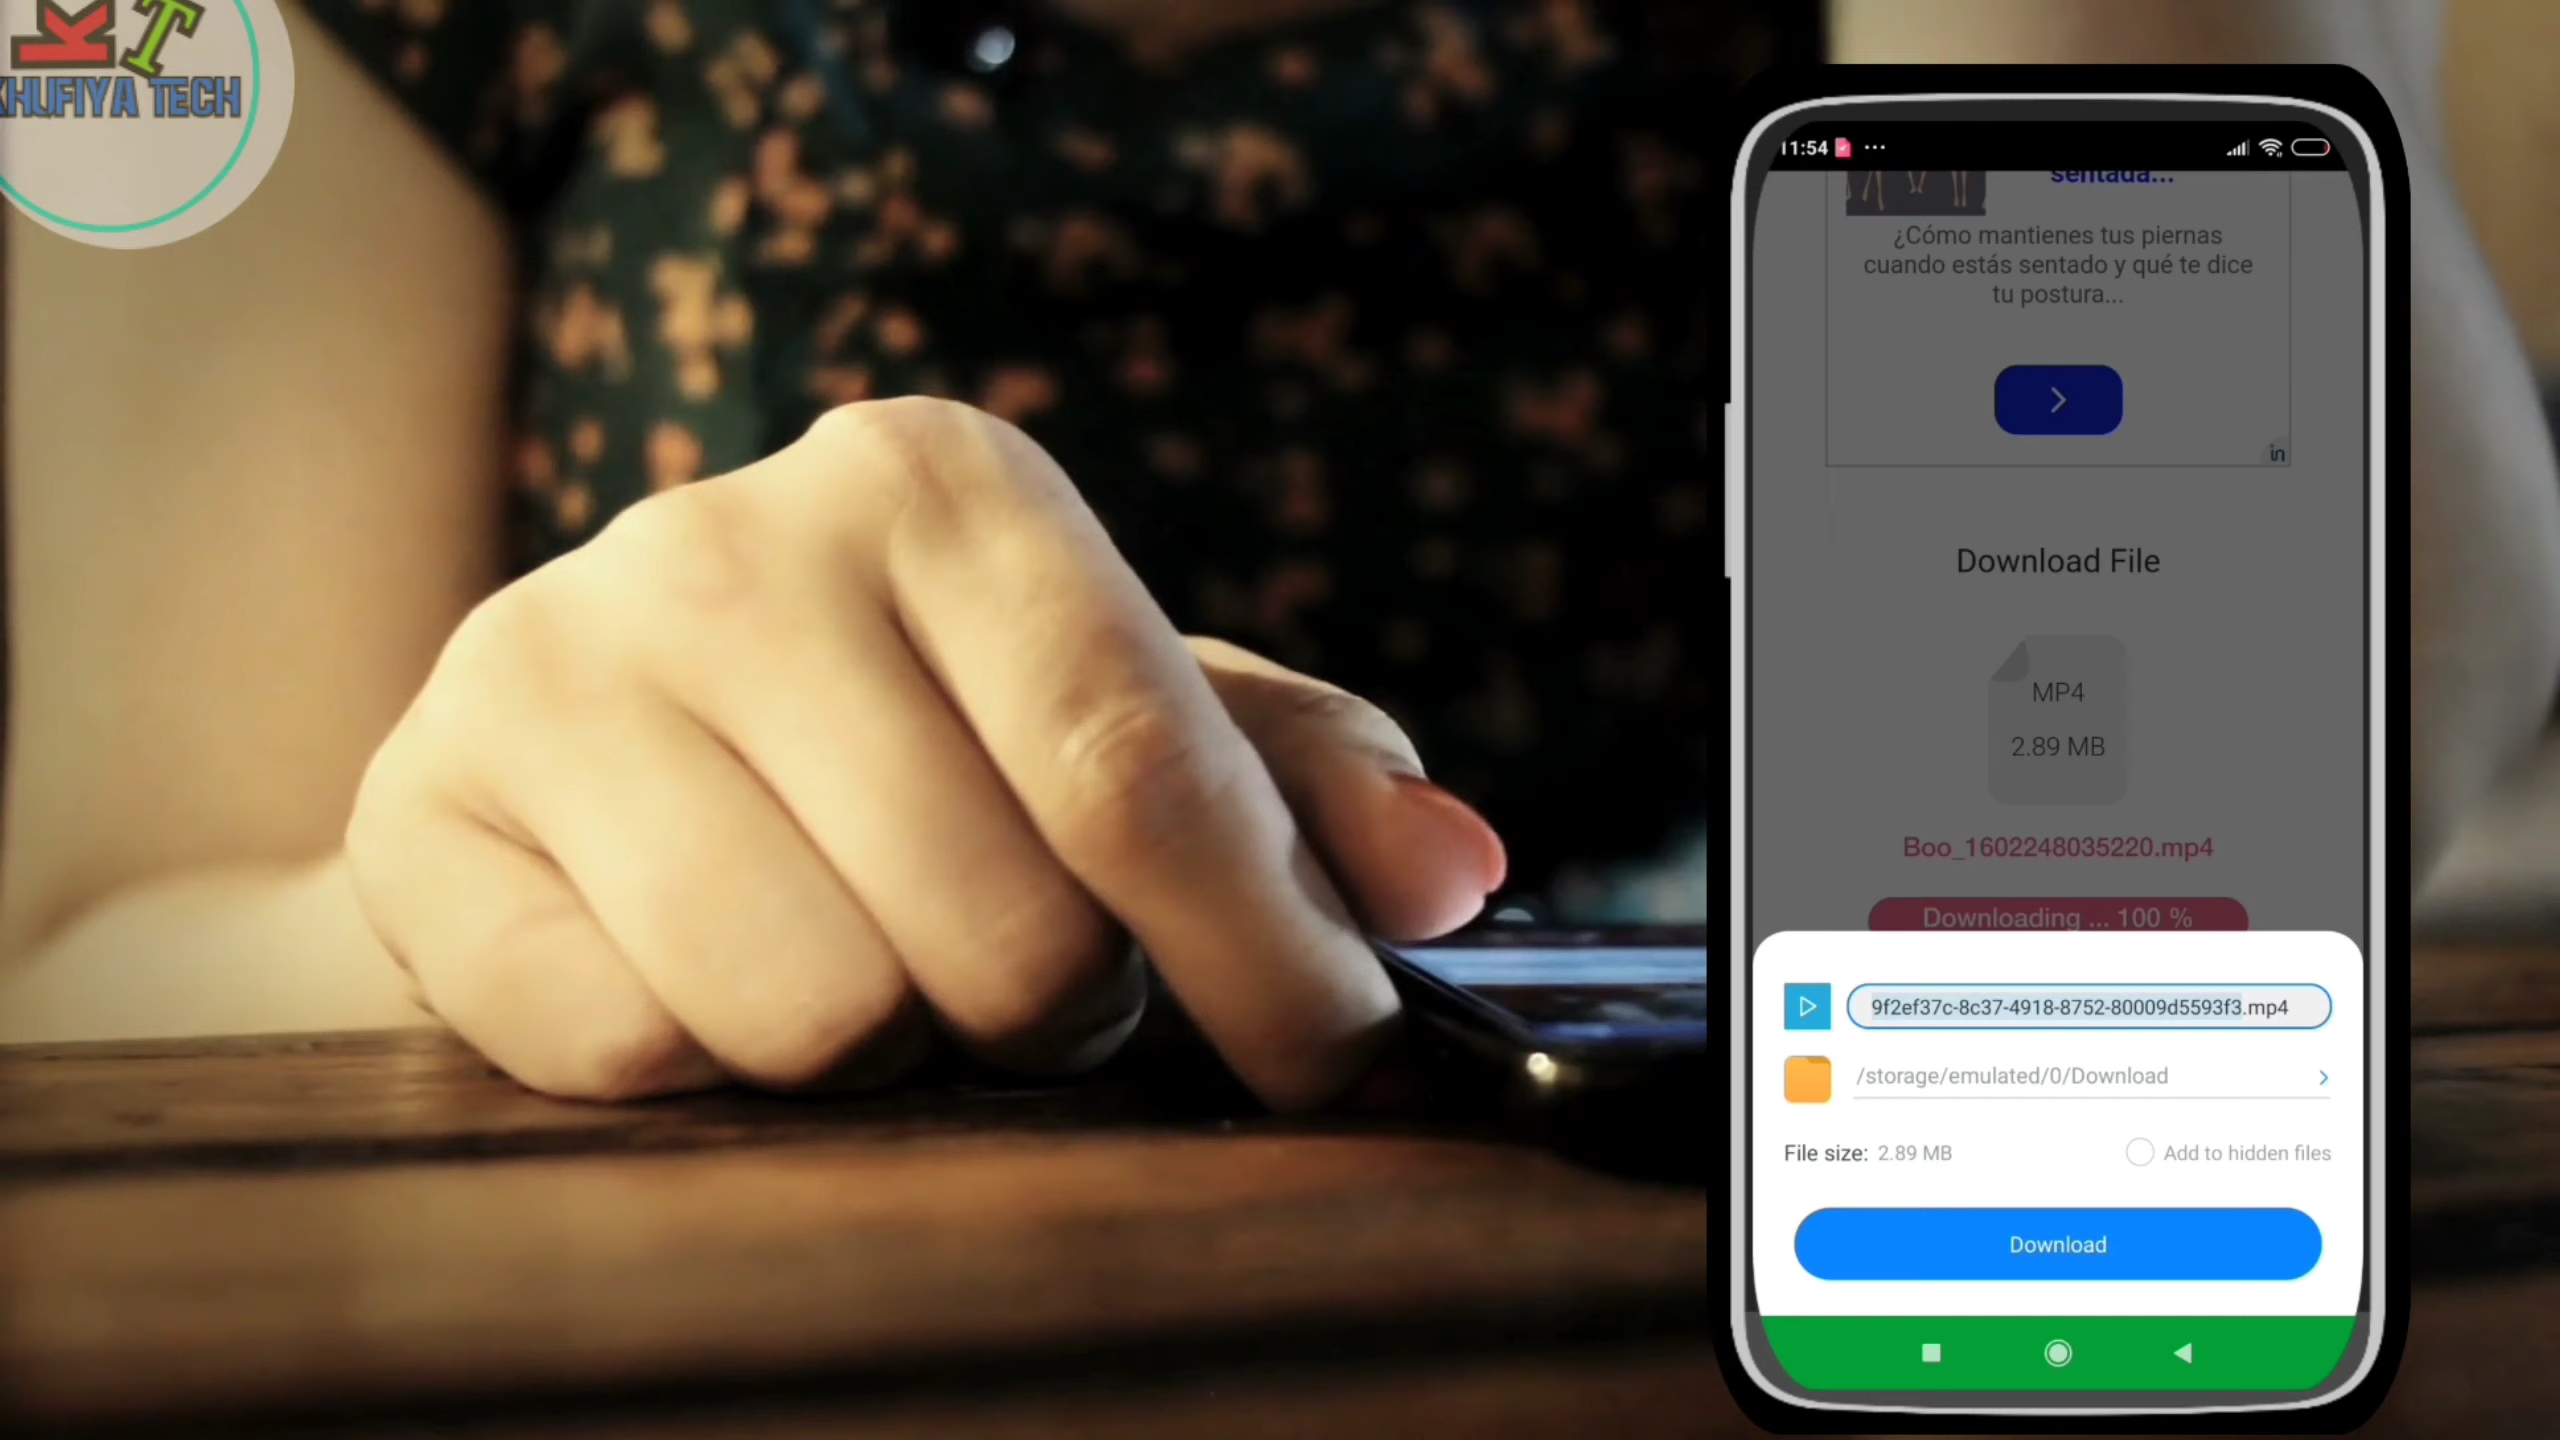 KT
KHUFIYA TECH
11:54
sentada...
¿Cómo mantienes tus piernas
cuando estás sentado y qué te dice
tu postura...
in
Download File
MP4
2.89 MB
Boo_1602248035220.mp4
Downloading ... 100 %
9f2ef37c-8c37-4918-8752-80009d5593f3.mp4
/storage/emulated/0/Download
File size: 2.89 MB
Add to hidden files
Download